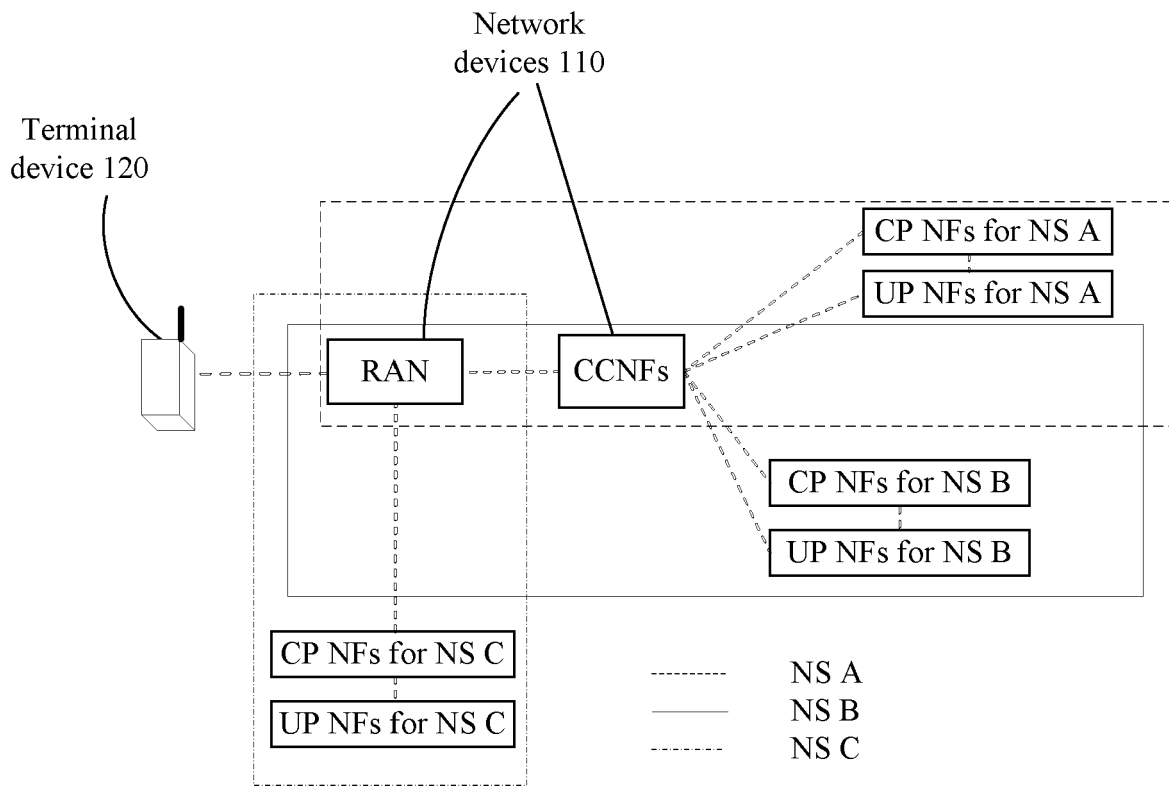 Network
devices 110
Terminal
device 120
CP NFs for NS A
UP NFs for NS A
RAN
CCNFs
CP NFs for NS B
UP NFs for NS B
CP NFs for NS C
UP NFs for NS C
NS A
NS B
NS C